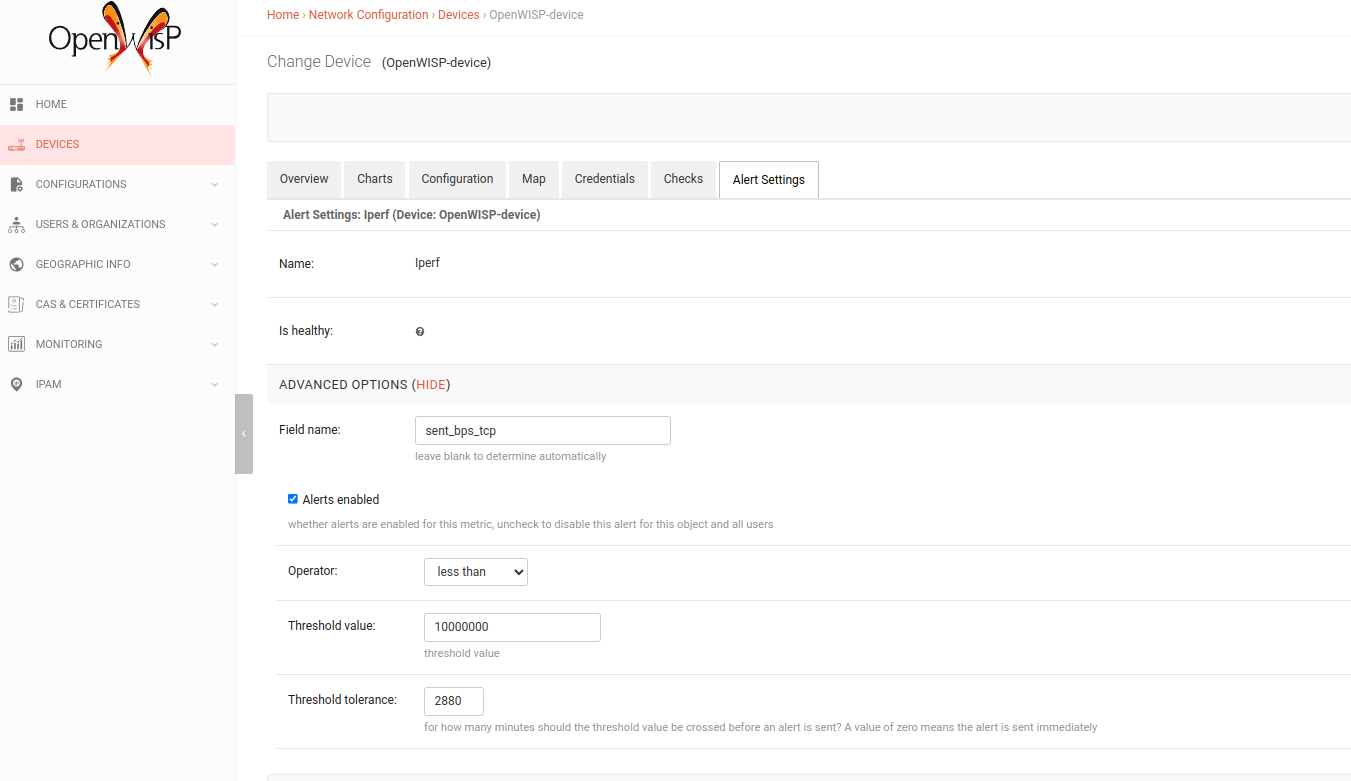 OpenWISP
Home › Network Configuration › Devices › OpenWISP-device
Change Device (OpenWISP-device)
HOME
DEVICES
CONFIGURATIONS
USERS & ORGANIZATIONS
GEOGRAPHIC INFO
CAS & CERTIFICATES
MONITORING
IPAM
Overview Charts Configuration Map Credentials Checks Alert Settings
Alert Settings: Iperf (Device: OpenWISP-device)
Name: Iperf
Is healthy:
ADVANCED OPTIONS (HIDE)
Field name: sent_bps_tcp
leave blank to determine automatically
Alerts enabled
whether alerts are enabled for this metric, uncheck to disable this alert for this object and all users
Operator: less than
Threshold value: 10000000
threshold value
Threshold tolerance: 2880
for how many minutes should the threshold value be crossed before an alert is sent? A value of zero means the alert is sent immediately